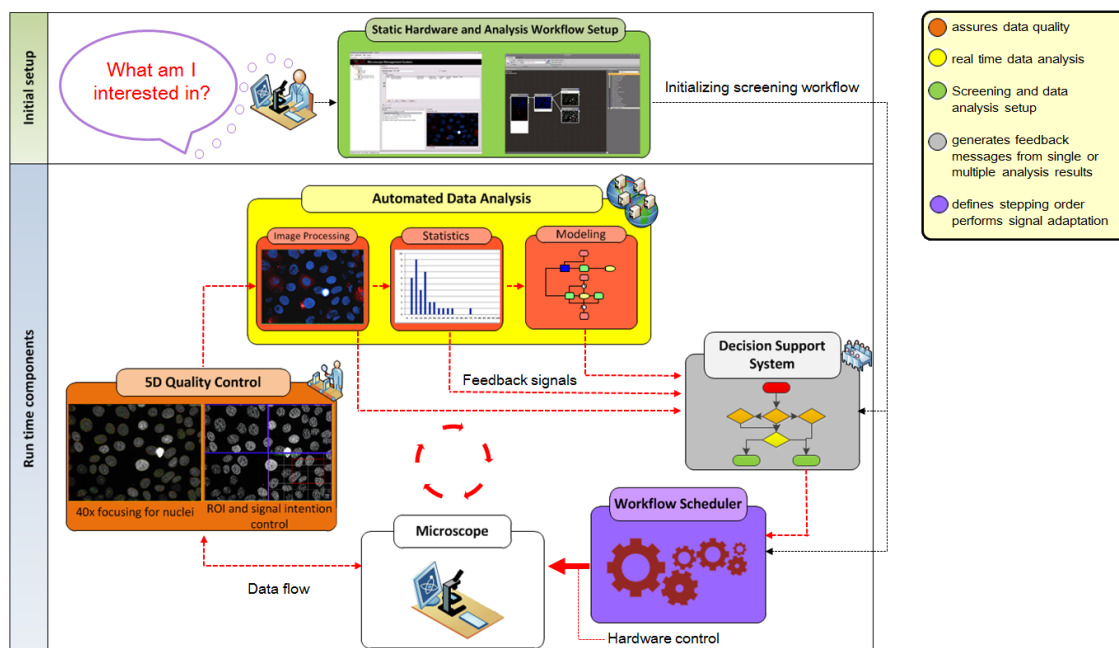 Initial setup
What am I
interested in?
Static Hardware and Analysis Workflow Setup
Initializing screening workflow
assures data quality
real time data analysis
Screening and data
analysis setup
generates feedback
messages from single or
multiple analysis results
defines stepping order
performs signal adaptation
Run time components
Automated Data Analysis
Image Processing
Statistics
Modeling
Decision Support
System
Feedback signals
5D Quality Control
40x focusing for nuclei
ROI and signal intention
control
Microscope
Workflow Scheduler
Data flow
Hardware control